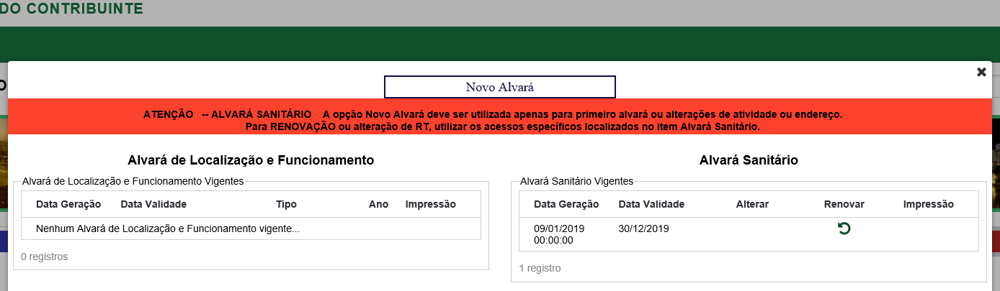 DO CONTRIBUINTE
Novo Alvará
ATENÇÃO -- ALVARÁ SANITÁRIO A opção Novo Alvará deve ser utilizada apenas para primeiro alvará ou alterações de atividade ou endereço.
Para RENOVAÇÃO ou alteração de RT, utilizar os acessos específicos localizados no item Alvará Sanitário.
Alvará de Localização e Funcionamento
Alvará de Localização e Funcionamento Vigentes
Data Geração Data Validade Tipo Ano Impressão
Nenhum Alvará de Localização e Funcionamento vigente...
0 registros
Alvará Sanitário
Alvará Sanitário Vigentes
Data Geração Data Validade Alterar Renovar Impressão
09/01/2019 30/12/2019
00:00:00
1 registro